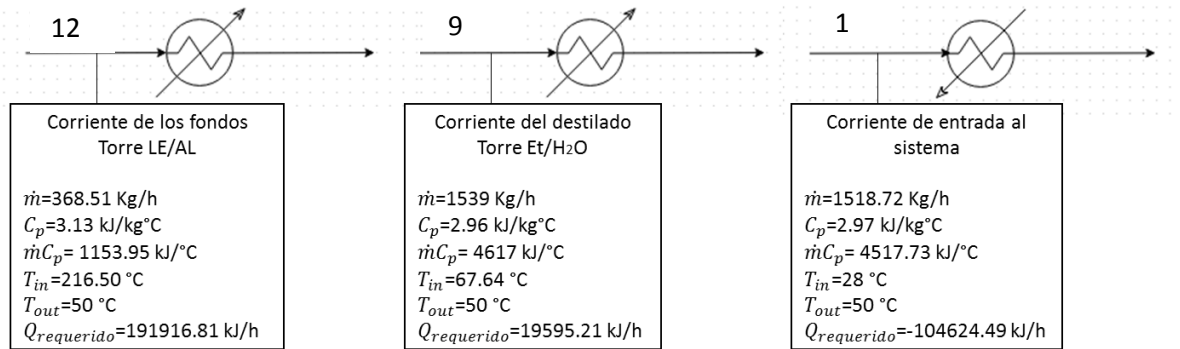 12
Corriente de los fondos
Torre LE/AL
ṁ=368.51 Kg/h
Cₚ=3.13 kJ/kg°C
ṁCₚ= 1153.95 kJ/°C
Tᵢₙ=216.50 °C
Tₒᵤₜ=50 °C
Qᵣₑqᵤₑᵣᵢdₒ=191916.81 kJ/h
9
Corriente del destilado
Torre Et/H₂O
ṁ=1539 Kg/h
Cₚ=2.96 kJ/kg°C
ṁCₚ= 4617 kJ/°C
Tᵢₙ=67.64 °C
Tₒᵤₜ=50 °C
Qᵣₑqᵤₑᵣᵢdₒ=19595.21 kJ/h
1
Corriente de entrada al
sistema
ṁ=1518.72 Kg/h
Cₚ=2.97 kJ/kg°C
ṁCₚ= 4517.73 kJ/°C
Tᵢₙ=28 °C
Tₒᵤₜ=50 °C
Qᵣₑqᵤₑᵣᵢdₒ=-104624.49 kJ/h